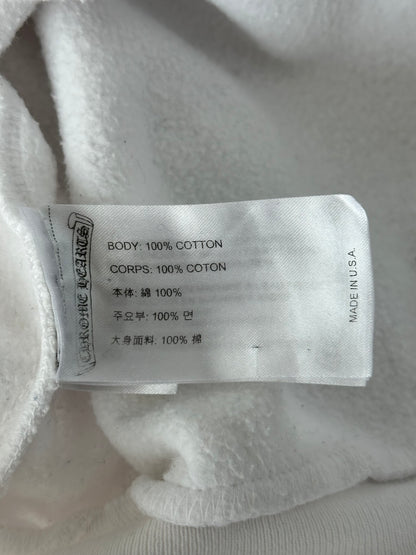 CHROME HEARTS
BODY: 100% COTTON
CORPS: 100% COTON
本体: 綿 100%
주요부: 100% 면
大身面料: 100% 棉
MADE IN U.S.A.